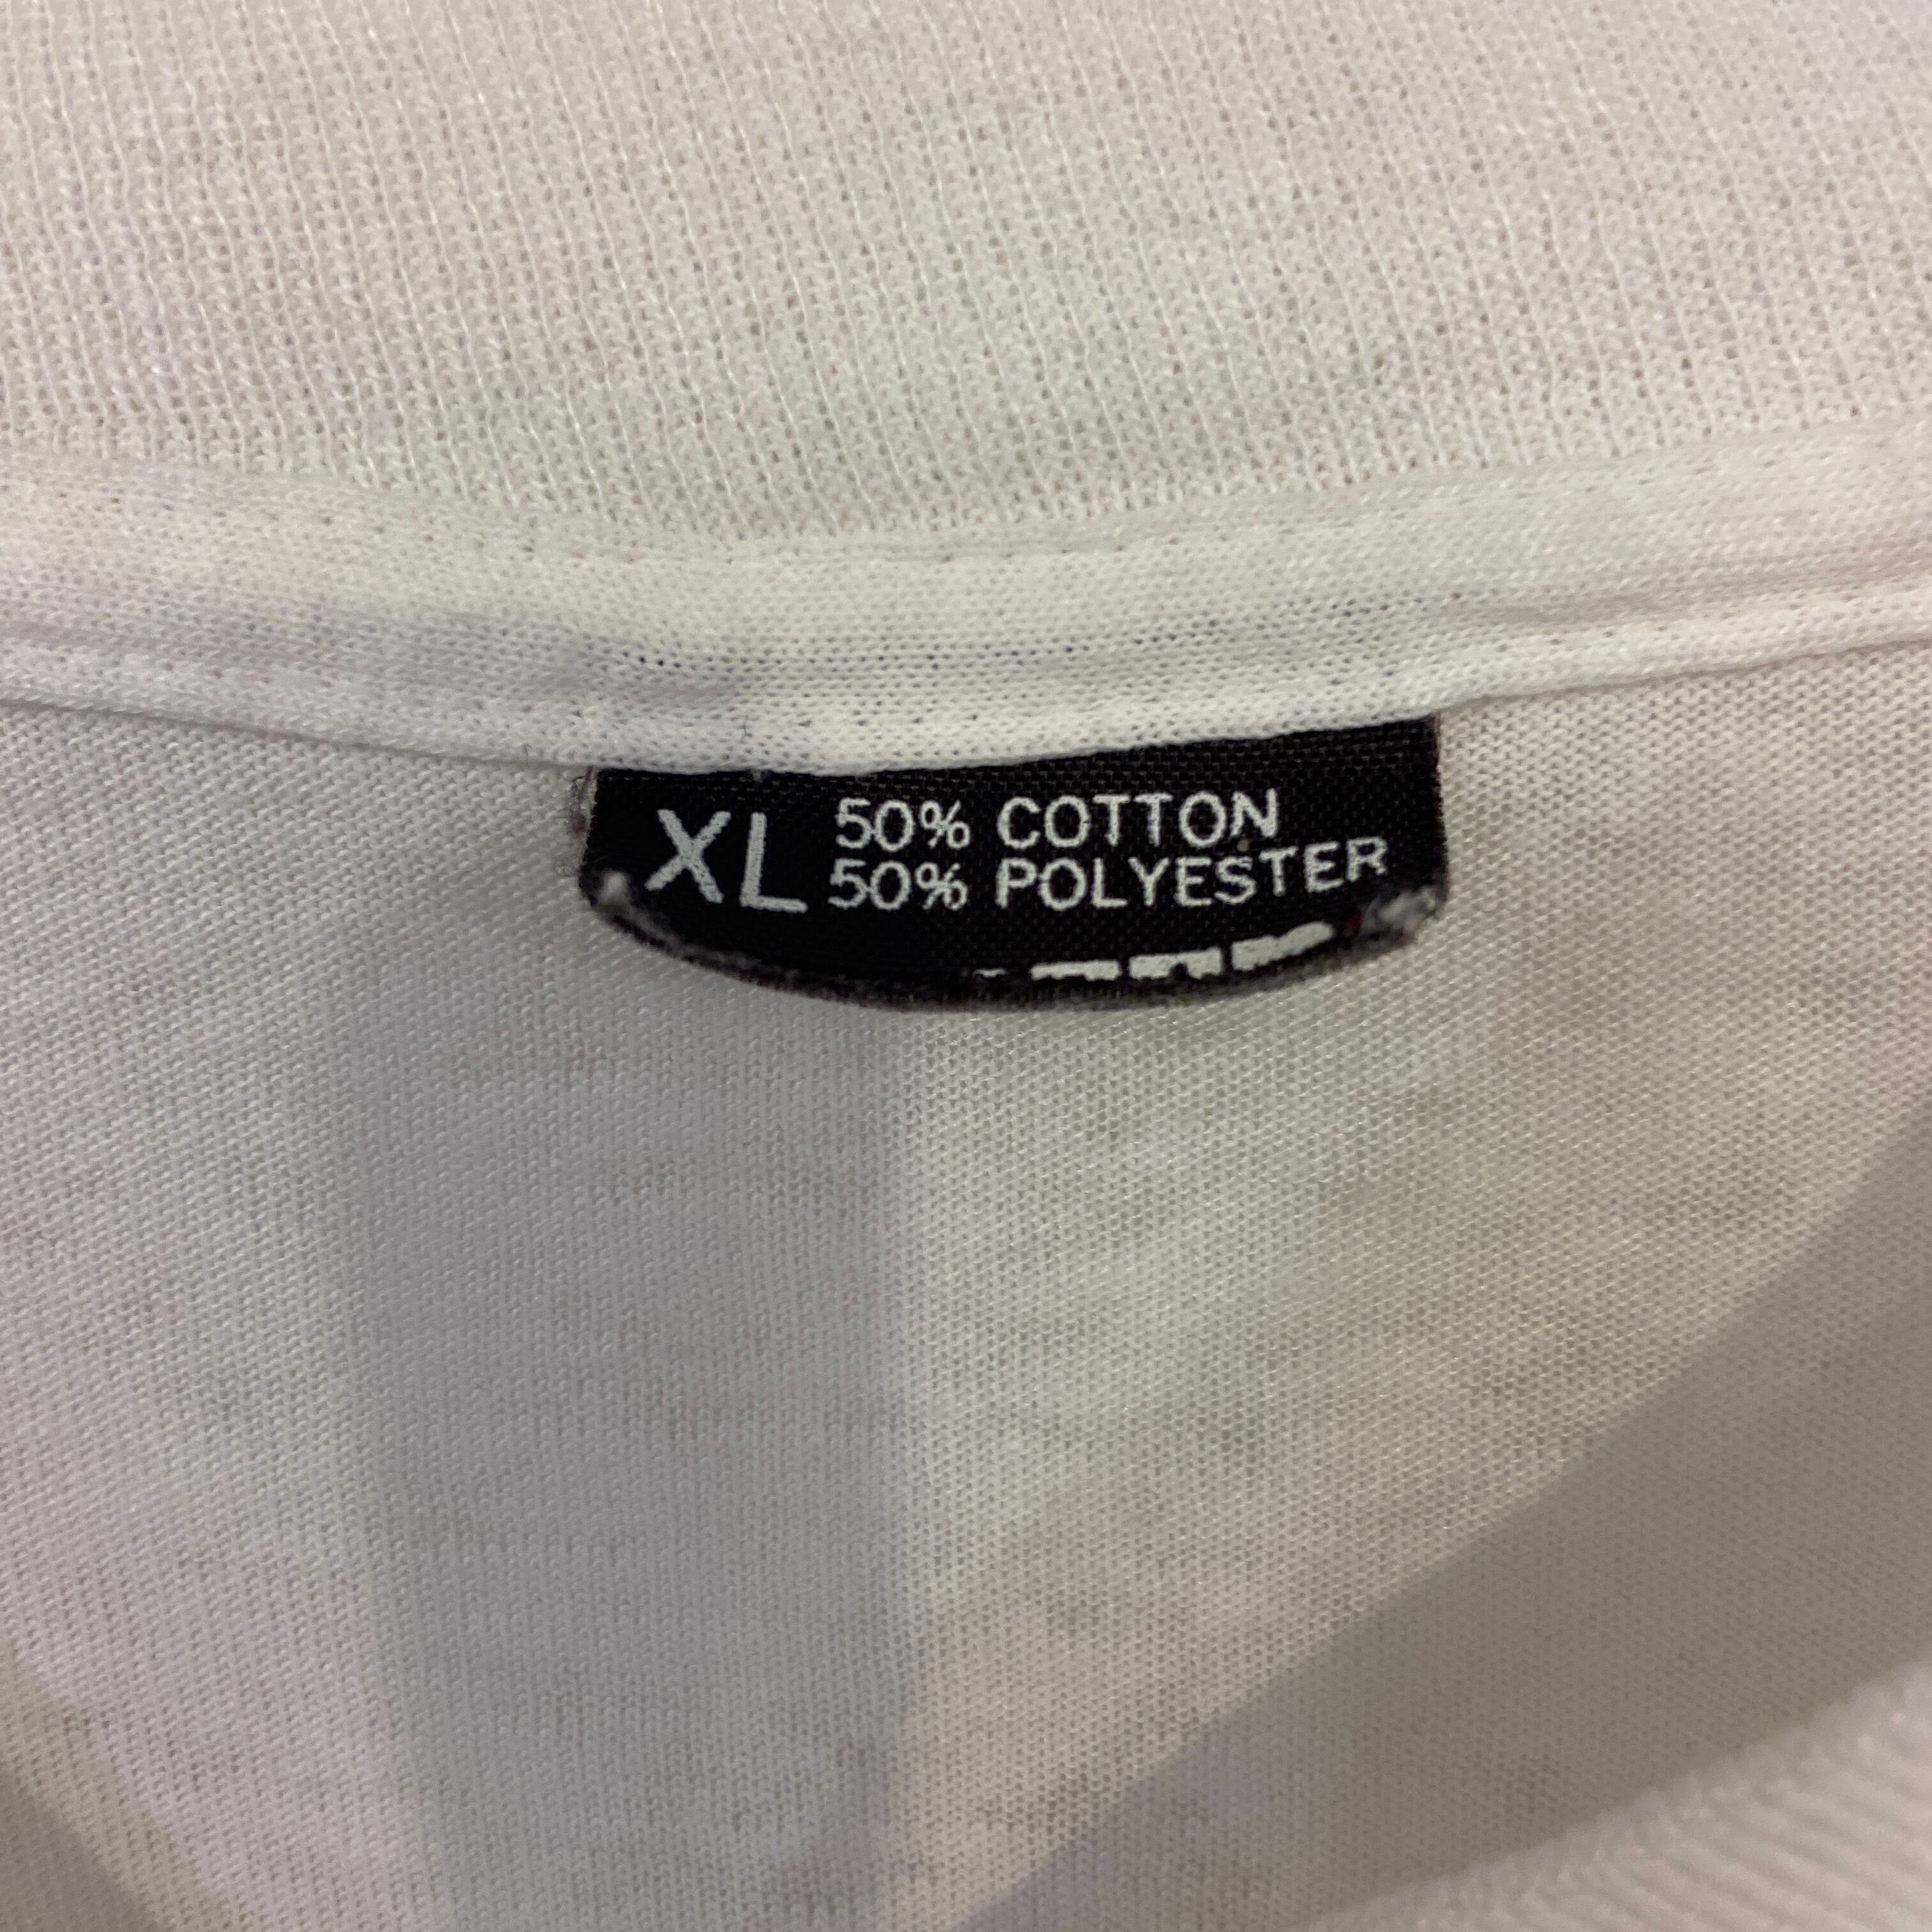 XL 50% COTTON
50% POLYESTER